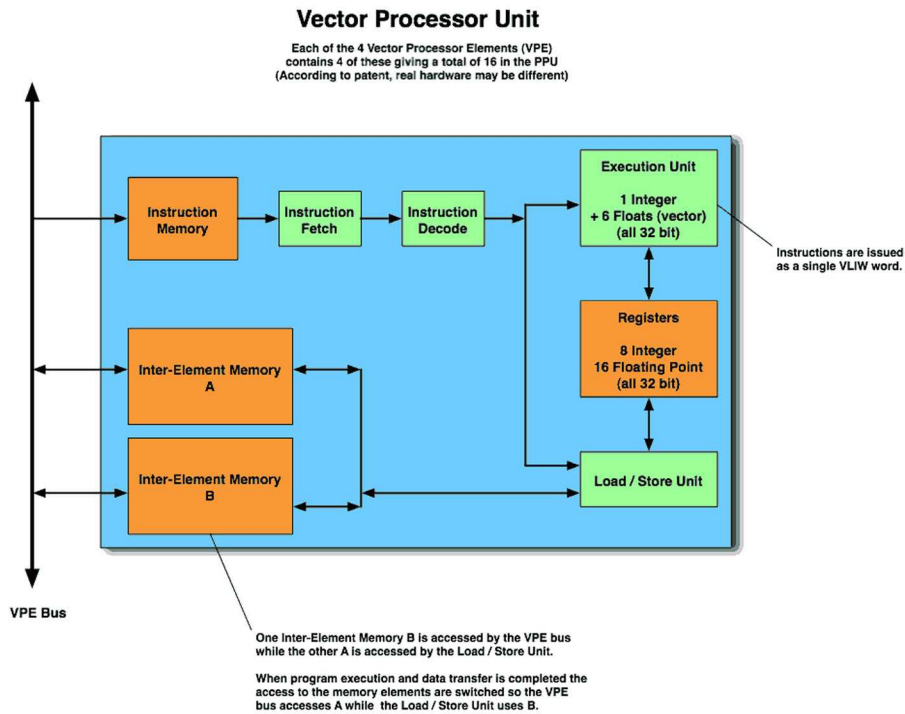 Vector Processor Unit
Each of the 4 Vector Processor Elements (VPE)
contains 4 of these giving a total of 16 in the PPU
(According to patent, real hardware may be different)
Instruction
Memory
Instruction
Fetch
Instruction
Decode
Execution Unit
1 Integer
+ 6 Floats (vector)
(all 32 bit)
Instructions are issued
as a single VLIW word.
Registers
8 Integer
16 Floating Point
(all 32 bit)
Inter-Element Memory
A
Inter-Element Memory
B
Load / Store Unit
VPE Bus
One Inter-Element Memory B is accessed by the VPE bus
while the other A is accessed by the Load / Store Unit.
When program execution and data transfer is completed the
access to the memory elements are switched so the VPE
bus accesses A while the Load / Store Unit uses B.